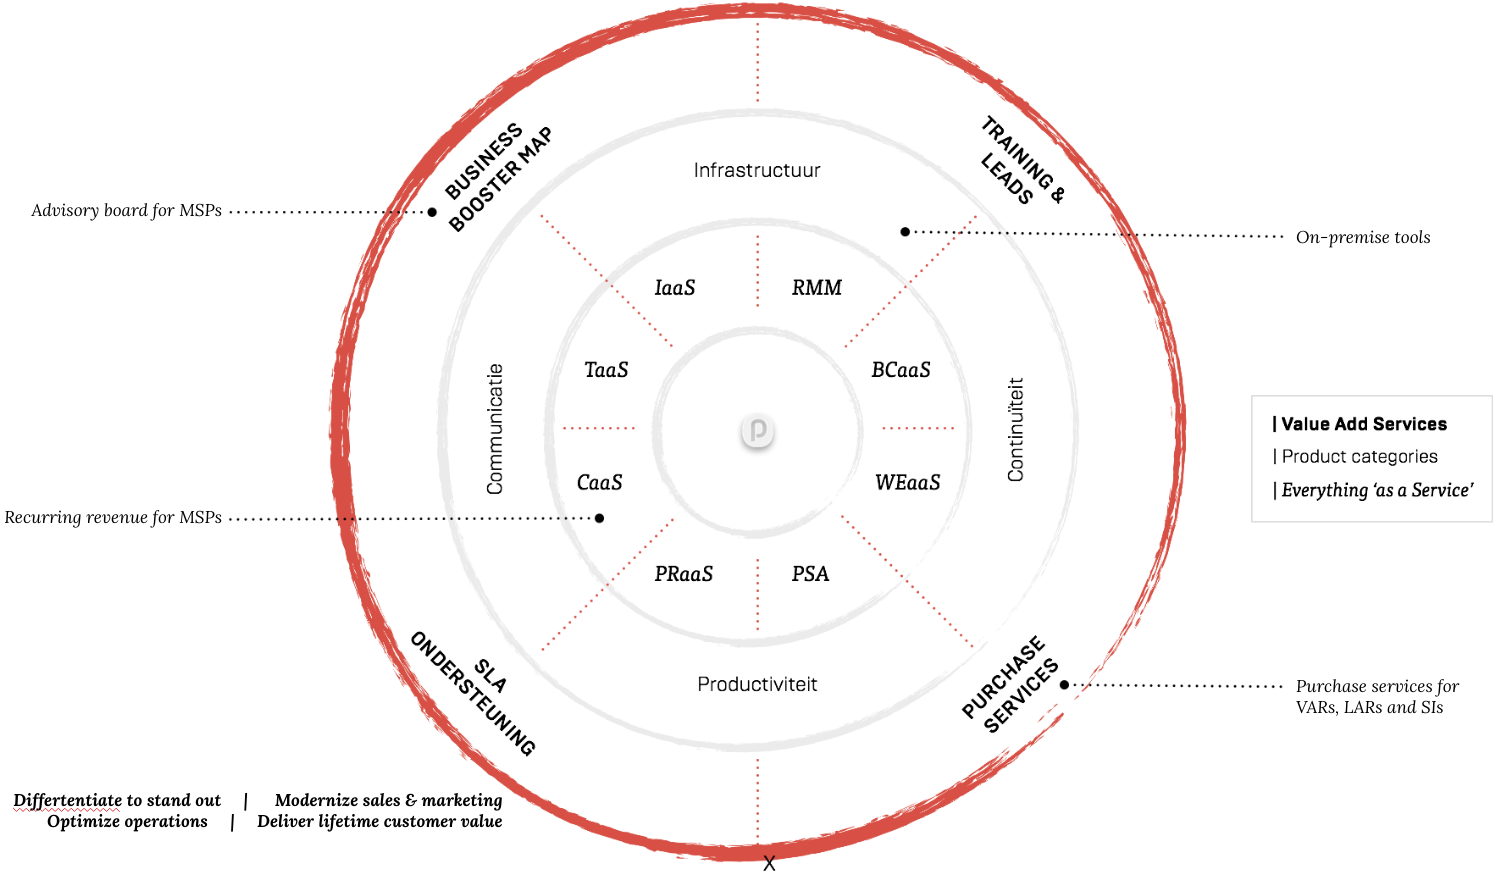 BUSINESS
BOOSTER MAP
TRAINING &
LEADS
Infrastructuur
Advisory board for MSPs
On-premise tools
IaaS
RMM
TaaS
BCaaS
Communicatie
Continuïteit
p
CaaS
WEaaS
| Value Add Services
| Product categories
| Everything ‘as a Service’
Recurring revenue for MSPs
PRaaS
PSA
SLA
ONDERSTEUNING
Productiviteit
PURCHASE
SERVICES
Purchase services for
VARs, LARs and SIs
Differtentiate to stand out | Modernize sales & marketing
Optimize operations | Deliver lifetime customer value
X